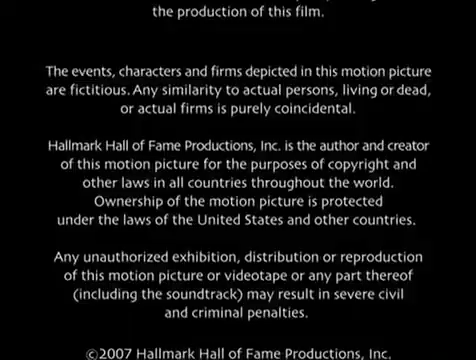 the production of this film.
The events, characters and firms depicted in this motion picture
are fictitious. Any similarity to actual persons, living or dead,
or actual firms is purely coincidental.
Hallmark Hall of Fame Productions, Inc. is the author and creator
of this motion picture for the purposes of copyright and
other laws in all countries throughout the world.
Ownership of the motion picture is protected
under the laws of the United States and other countries.
Any unauthorized exhibition, distribution or reproduction
of this motion picture or videotape or any part thereof
(including the soundtrack) may result in severe civil
and criminal penalties.
©2007 Hallmark Hall of Fame Productions, Inc.